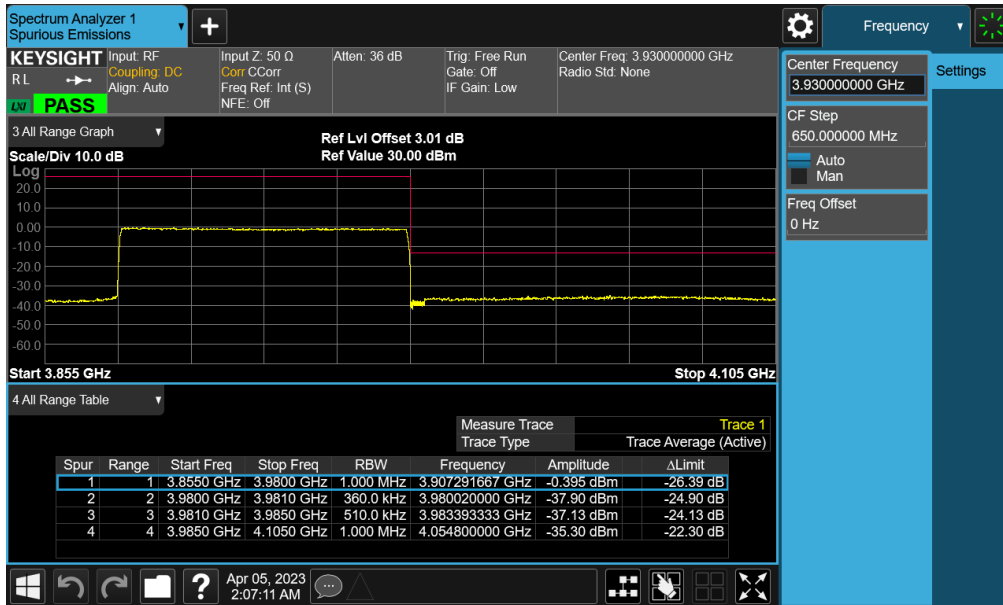 Spectrum Analyzer 1
Spurious Emissions
Frequency
KEYSIGHT
R L
LXI
PASS
Input: RF
Coupling: DC
Align: Auto
Input Z: 50 Ω
Corr CCorr
Freq Ref: Int (S)
NFE: Off
Atten: 36 dB
Trig: Free Run
Gate: Off
IF Gain: Low
Center Freq: 3.930000000 GHz
Radio Std: None
Center Frequency
3.930000000 GHz
Settings
CF Step
650.000000 MHz
Auto
Man
Freq Offset
0 Hz
3 All Range Graph
Scale/Div 10.0 dB
Ref Lvl Offset 3.01 dB
Ref Value 30.00 dBm
Log
20.0
10.0
0.00
-10.0
-20.0
-30.0
-40.0
-50.0
-60.0
Start 3.855 GHz
Stop 4.105 GHz
4 All Range Table
Measure Trace Trace 1
Trace Type Trace Average (Active)
Spur Range Start Freq Stop Freq RBW Frequency Amplitude ΔLimit
1 1 3.8550 GHz 3.9800 GHz 1.000 MHz 3.907291667 GHz -0.395 dBm -26.39 dB
2 2 3.9800 GHz 3.9810 GHz 360.0 kHz 3.980020000 GHz -37.90 dBm -24.90 dB
3 3 3.9810 GHz 3.9850 GHz 510.0 kHz 3.983393333 GHz -37.13 dBm -24.13 dB
4 4 3.9850 GHz 4.1050 GHz 1.000 MHz 4.054800000 GHz -35.30 dBm -22.30 dB
?
Apr 05, 2023
2:07:11 AM